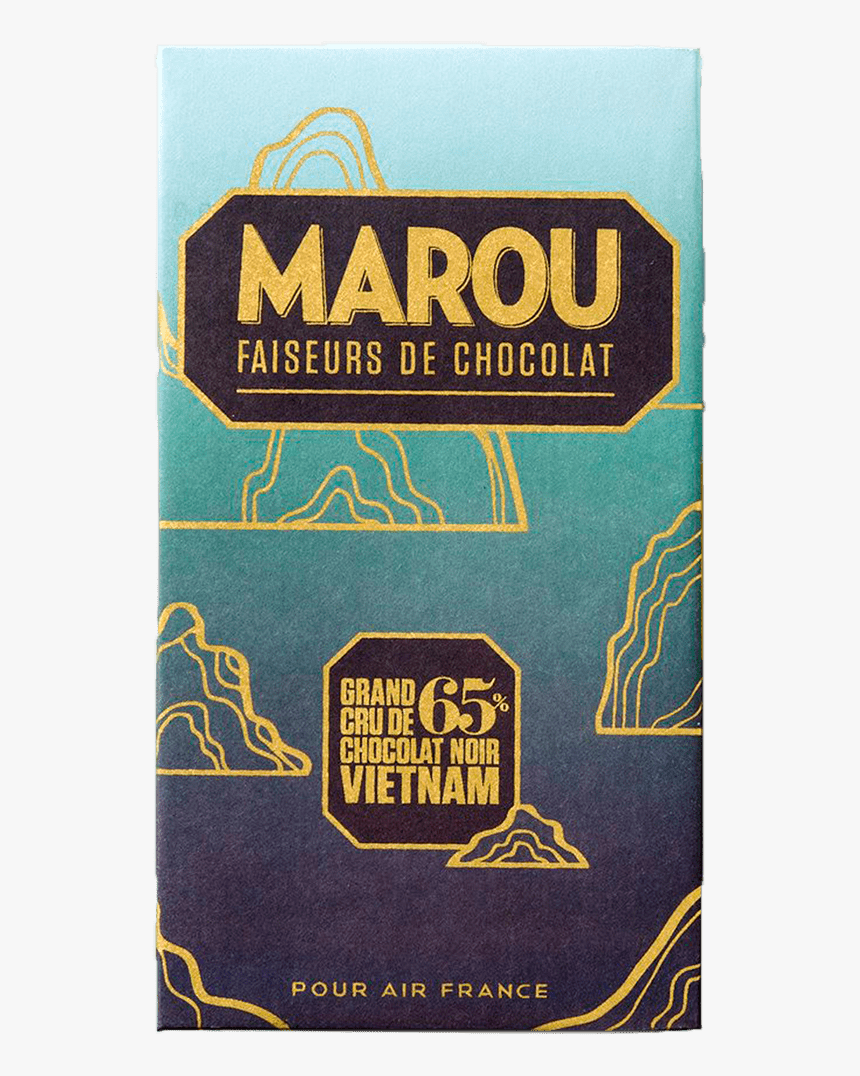 MAROU
FAISEURS DE CHOCOLAT
GRAND
CRU DE 65%
CHOCOLAT NOIR
VIETNAM
POUR AIR FRANCE